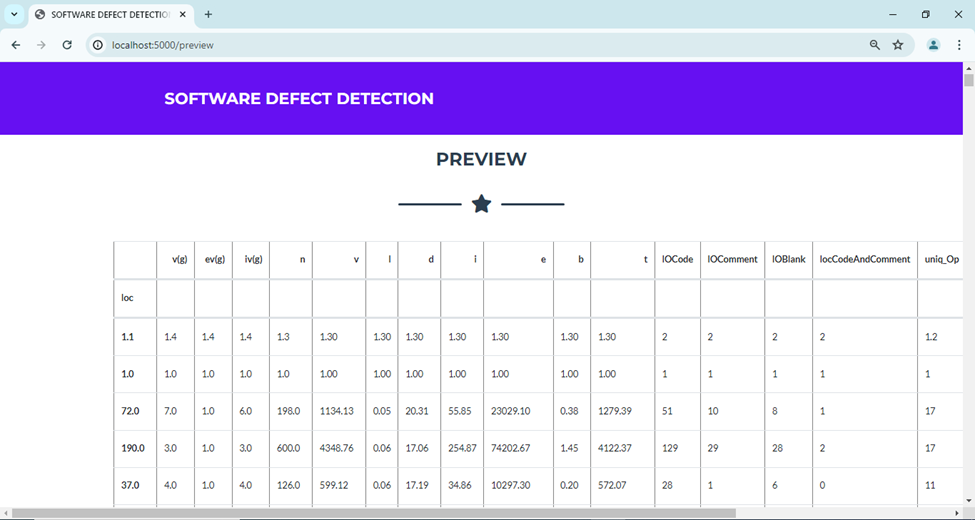 SOFTWARE DEFECT DETECTIO
localhost:5000/preview
SOFTWARE DEFECT DETECTION
PREVIEW
v(g) ev(g) iv(g) n v l d i e b t lOCode lOComment lOBlank locCodeAndComment uniq_Op
loc
1.1 1.4 1.4 1.4 1.3 1.30 1.30 1.30 1.30 1.30 1.30 1.30 2 2 2 2 1.2
1.0 1.0 1.0 1.0 1.0 1.00 1.00 1.00 1.00 1.00 1.00 1.00 1 1 1 1 1
72.0 7.0 1.0 6.0 198.0 1134.13 0.05 20.31 55.85 23029.10 0.38 1279.39 51 10 8 1 17
190.0 3.0 1.0 3.0 600.0 4348.76 0.06 17.06 254.87 74202.67 1.45 4122.37 129 29 28 2 17
37.0 4.0 1.0 4.0 126.0 599.12 0.06 17.19 34.86 10297.30 0.20 572.07 28 1 6 0 11